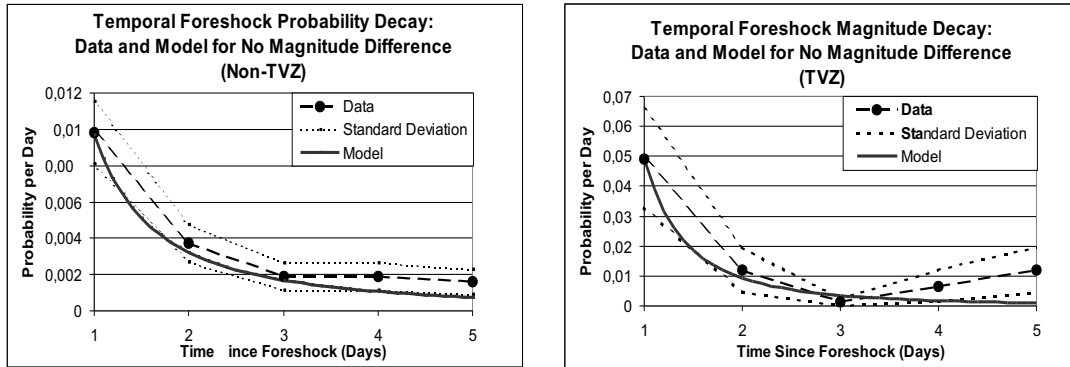 Temporal Foreshock Probability Decay:
Data and Model for No Magnitude Difference
(Non-TVZ)
Probability per Day
0,012
0,01
0,00
0,006
0,004
0,002
0
Data
Standard Deviation
Model
1 2 3 4 5
Time ince Foreshock (Days)
Temporal Foreshock Magnitude Decay:
Data and Model for No Magnitude Difference
(TVZ)
Probability per Day
0,07
0,06
0,05
0,04
0,03
0,02
0,01
0
Data
Standard Deviation
Model
1 2 3 4 5
Time Since Foreshock (Days)